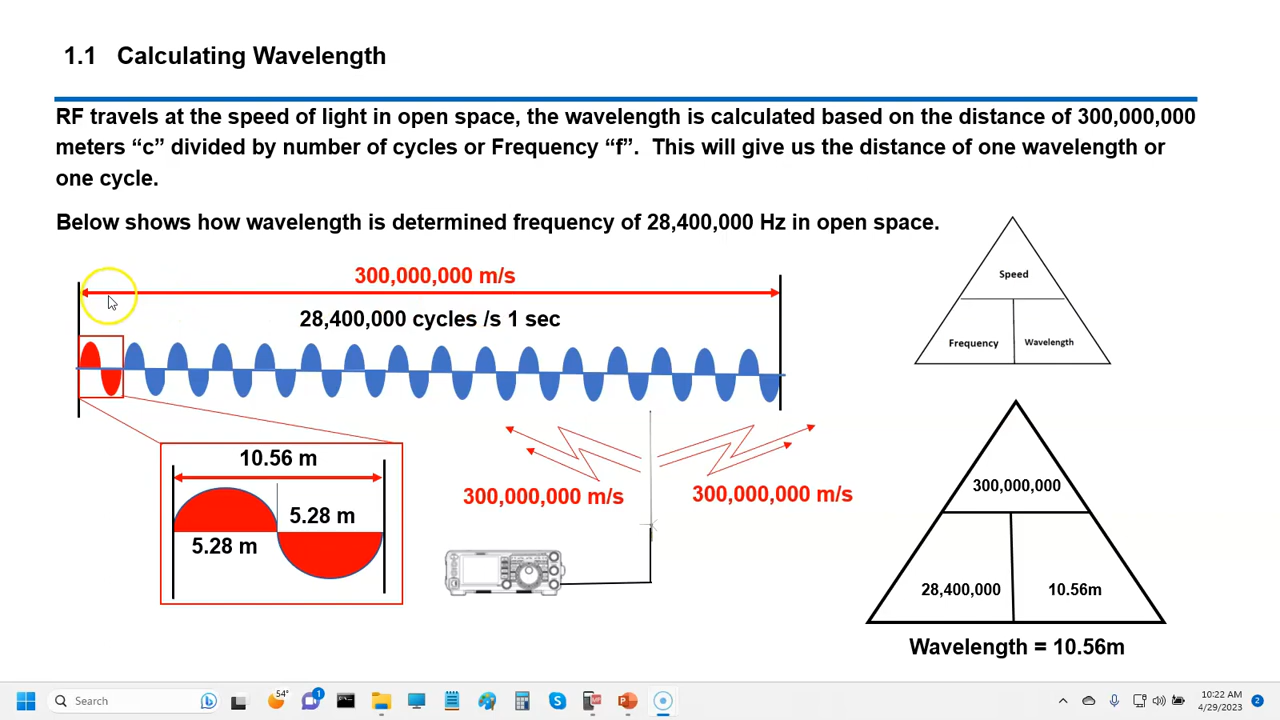 1.1 Calculating Wavelength
RF travels at the speed of light in open space, the wavelength is calculated based on the distance of 300,000,000
meters “c” divided by number of cycles or Frequency “f”. This will give us the distance of one wavelength or
one cycle.
Below shows how wavelength is determined frequency of 28,400,000 Hz in open space.
300,000,000 m/s
28,400,000 cycles /s 1 sec
Speed
Frequency
Wavelength
10.56 m
5.28 m
5.28 m
300,000,000 m/s
300,000,000 m/s
300,000,000
28,400,000
10.56m
Wavelength = 10.56m
Search
54°
1
10:22 AM
4/29/2023
2